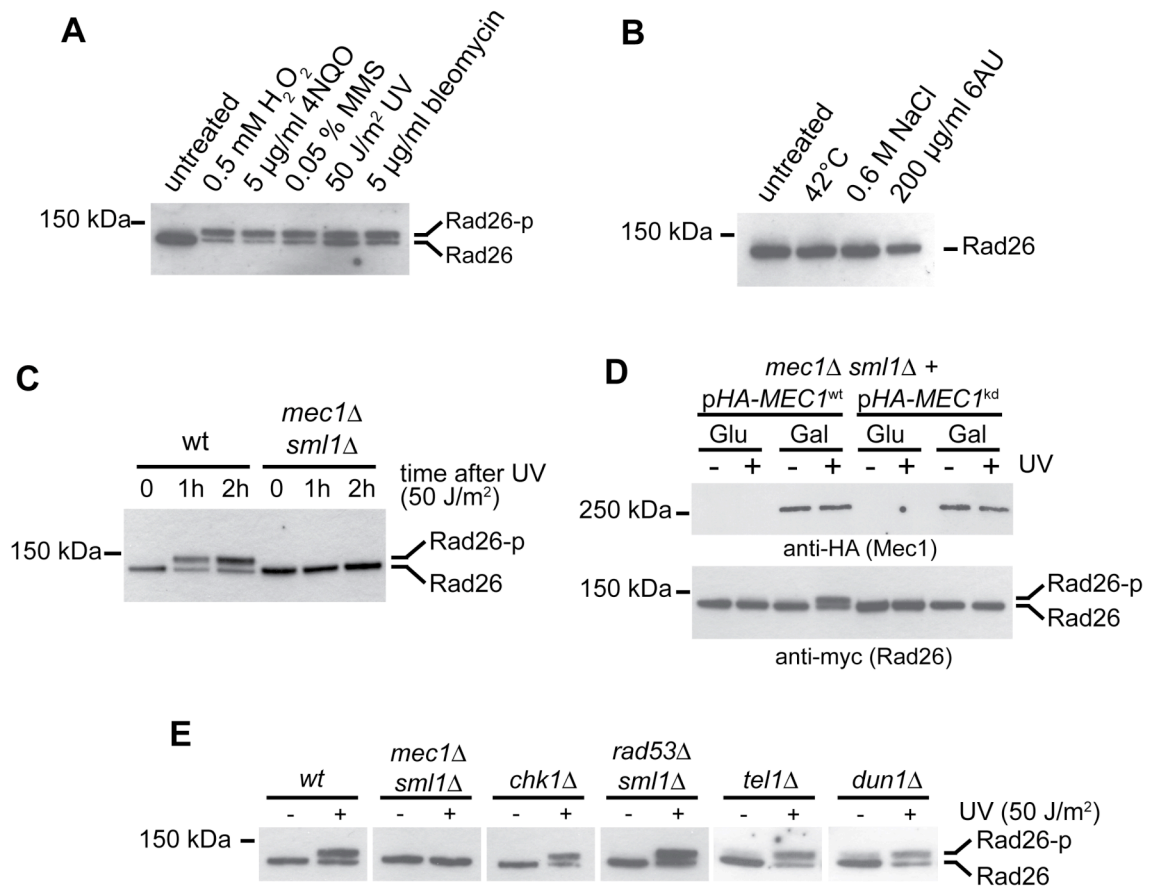 A
untreated
0.5 mM H2O2
5 µg/ml 4NQO
0.05 % MMS
50 J/m² UV
5 µg/ml bleomycin
150 kDa
Rad26-p
Rad26
B
untreated
42°C
0.6 M NaCl
200 µg/ml 6AU
150 kDa
Rad26
C
wt
mec1Δ
sml1Δ
0 1h 2h 0 1h 2h
time after UV
(50 J/m²)
150 kDa
Rad26-p
Rad26
D
mec1Δ sml1Δ +
pHA-MEC1wt pHA-MEC1kd
Glu Gal Glu Gal
- + - + - + - + UV
250 kDa
anti-HA (Mec1)
150 kDa
Rad26-p
Rad26
anti-myc (Rad26)
E
wt
mec1Δ
sml1Δ
chk1Δ
rad53Δ
sml1Δ
tel1Δ
dun1Δ
- + - + - + - + - + - + UV (50 J/m²)
150 kDa
Rad26-p
Rad26